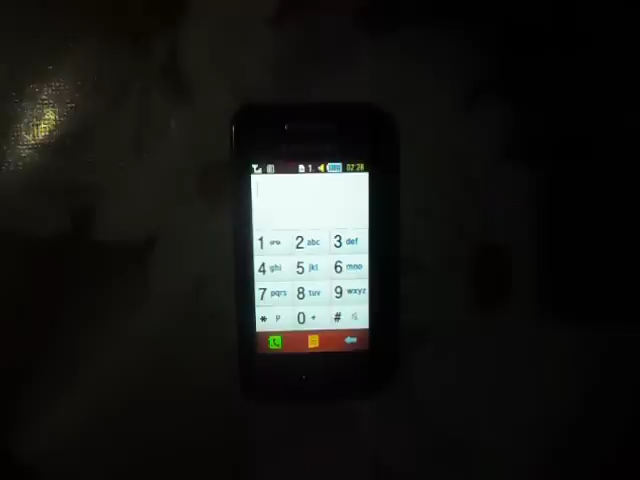 1 02:28
1 2 abc 3 def
4 ghi 5 jkl 6 mno
7 pqrs 8 tuv 9 wxyz
* P 0 + #